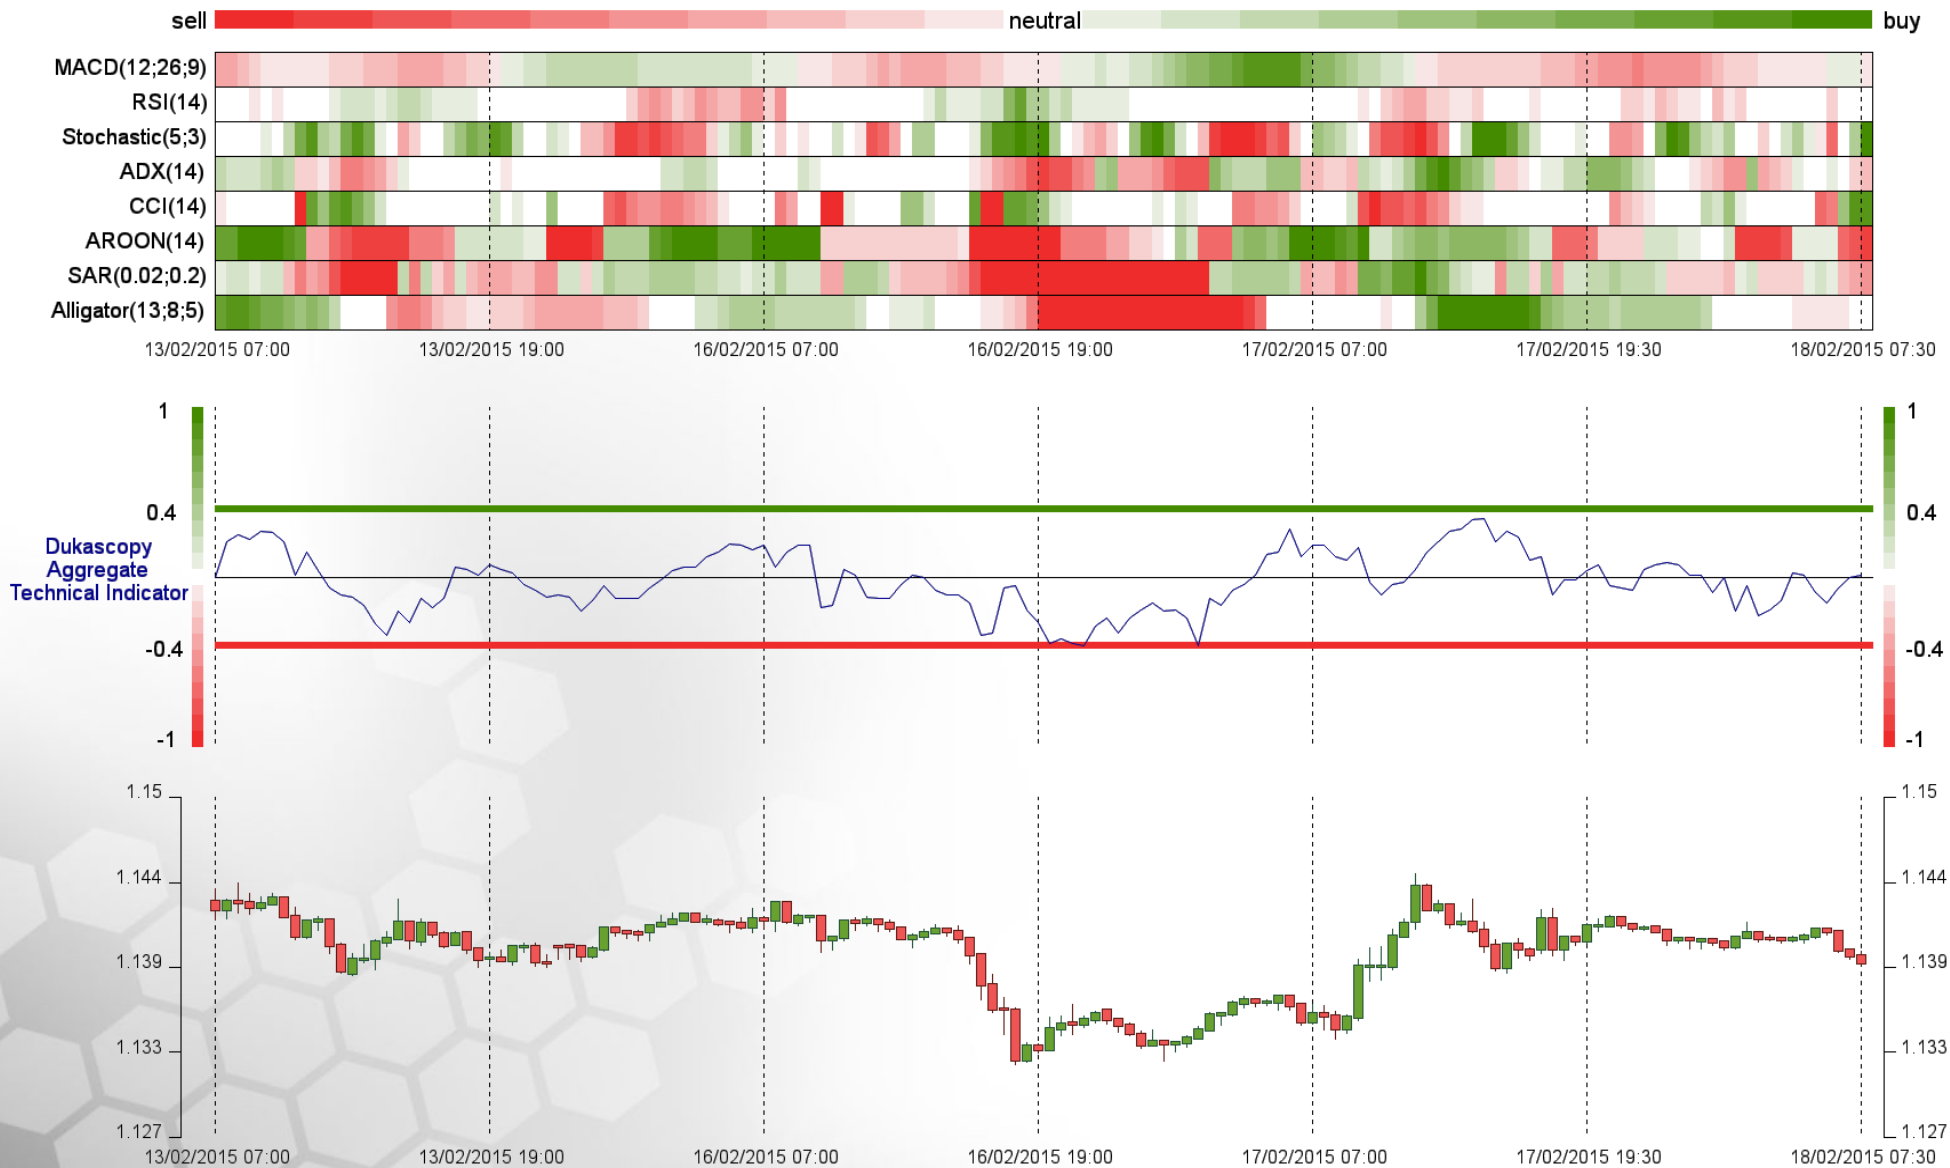 sell neutral buy
MACD(12;26;9)
RSI(14)
Stochastic(5;3)
ADX(14)
CCI(14)
AROON(14)
SAR(0.02;0.2)
Alligator(13;8;5)
13/02/2015 07:00 13/02/2015 19:00 16/02/2015 07:00 16/02/2015 19:00 17/02/2015 07:00 17/02/2015 19:30 18/02/2015 07:30
1 1
0.4 0.4
Dukascopy
Aggregate
Technical Indicator
-0.4 -0.4
-1 -1
1.15 1.15
1.144 1.144
1.139 1.139
1.133 1.133
1.127 1.127
13/02/2015 07:00 13/02/2015 19:00 16/02/2015 07:00 16/02/2015 19:00 17/02/2015 07:00 17/02/2015 19:30 18/02/2015 07:30